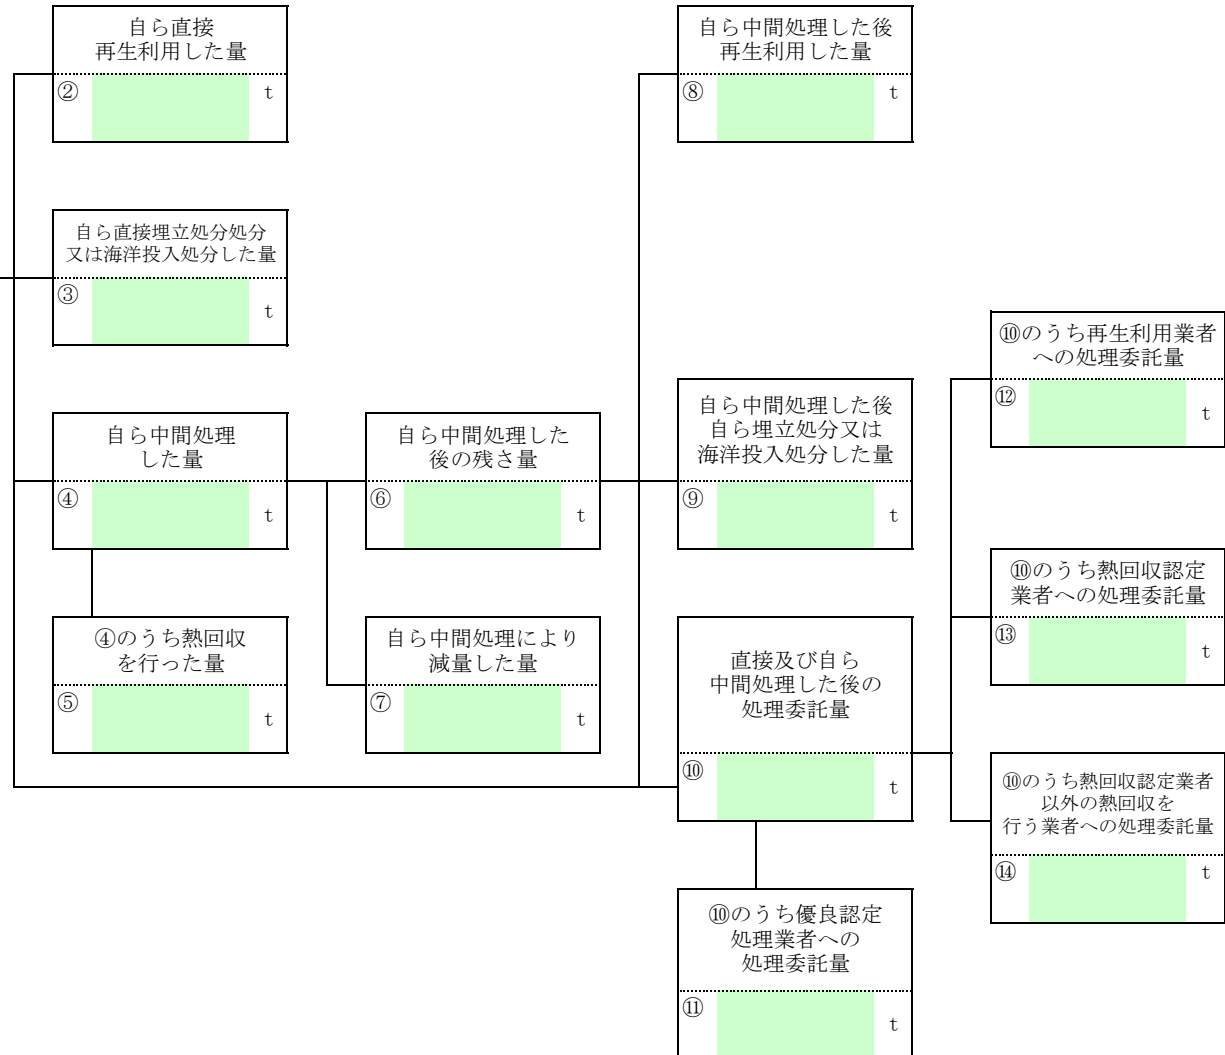 自ら直接
再生利用した量
②
t
自ら直接埋立処分処分
又は海洋投入処分した量
③
t
自ら中間処理
した量
④
t
④のうち熱回収
を行った量
⑤
t
自ら中間処理した
後の残さ量
⑥
t
自ら中間処理により
減量した量
⑦
t
自ら中間処理した後
再生利用した量
⑧
t
自ら中間処理した後
自ら埋立処分又は
海洋投入処分した量
⑨
t
直接及び自ら
中間処理した後の
処理委託量
⑩
t
⑩のうち優良認定
処理業者への
処理委託量
⑪
t
⑩のうち再生利用業者
への処理委託量
⑫
t
⑩のうち熱回収認定
業者への処理委託量
⑬
t
⑩のうち熱回収認定業者
以外の熱回収を
行う業者への処理委託量
⑭
t